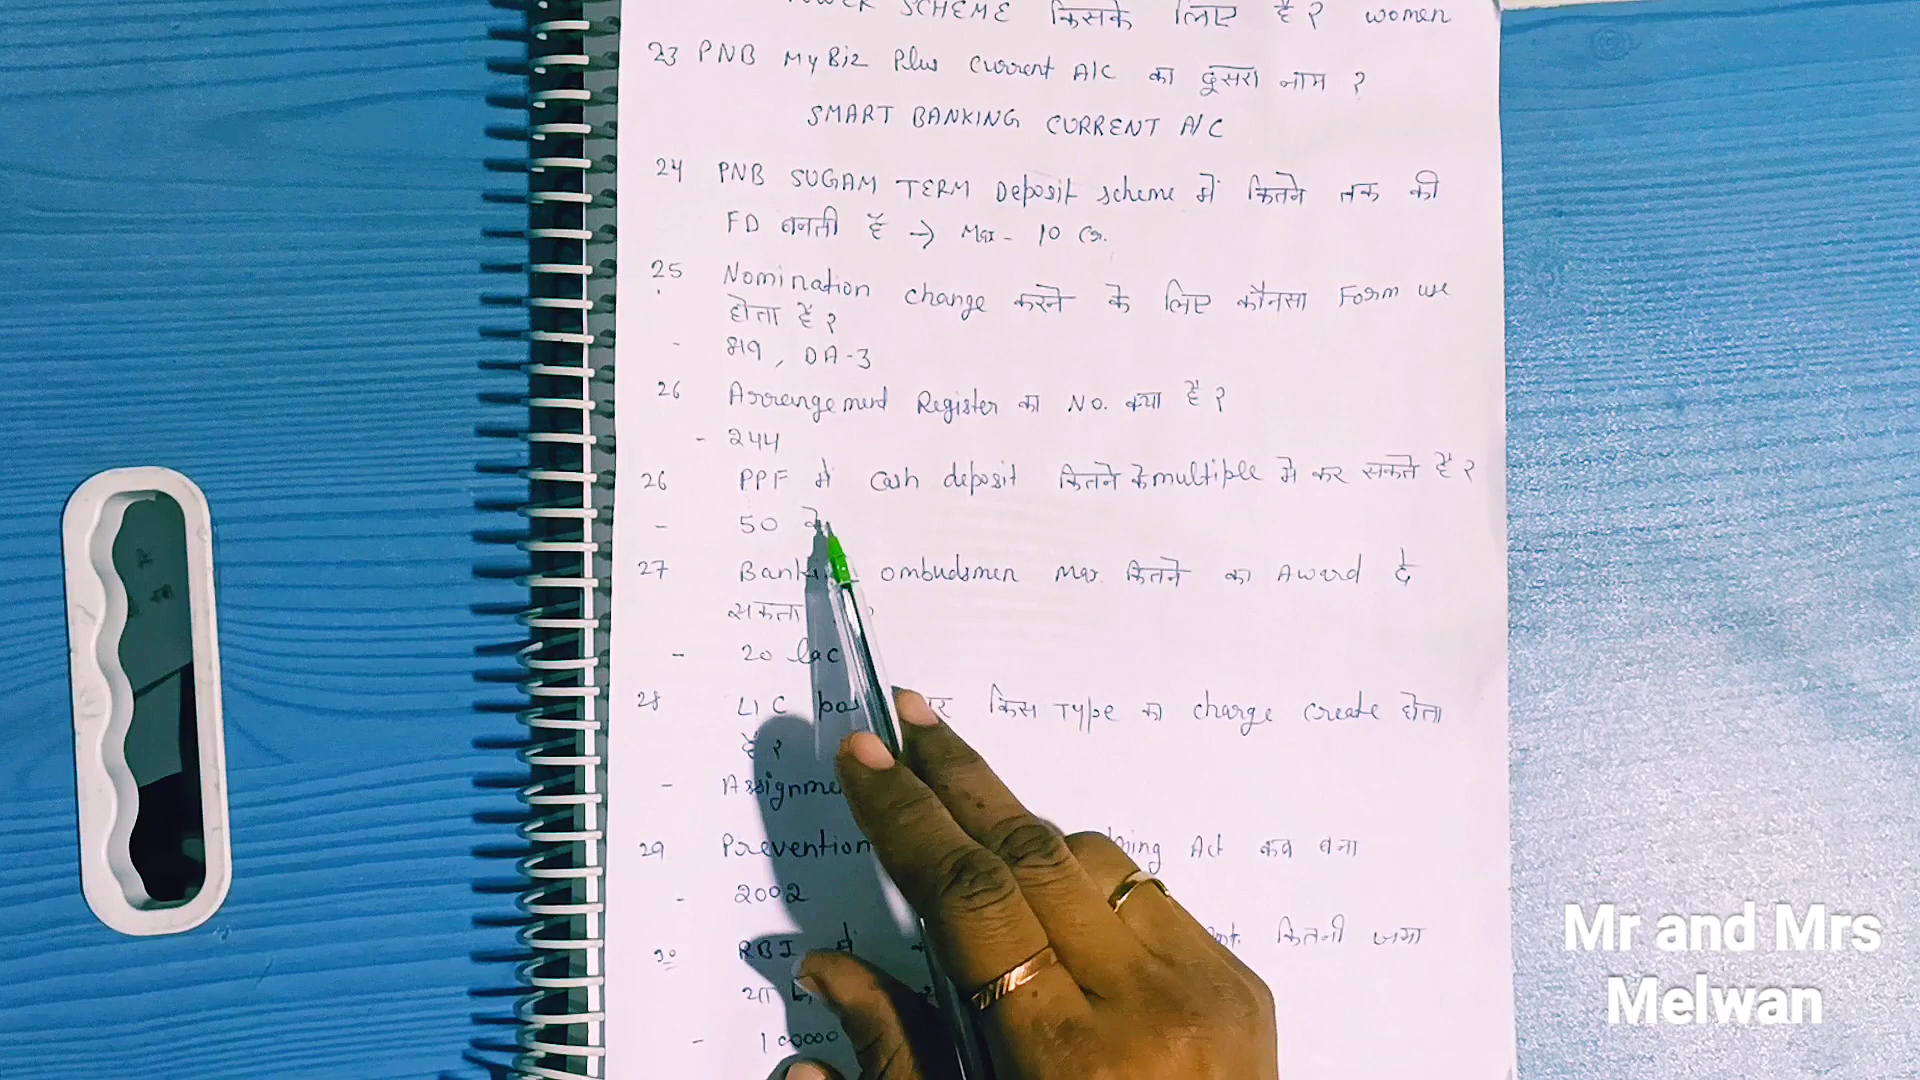 SCHEME किसके लिए है ? women
23 PNB MyBiz Plus Current A/C का दूसरा नाम ?
SMART BANKING CURRENT A/C
24 PNB SUGAM TERM Deposit scheme में कितने तक की
FD बनती है → Max - 10 Cr.
25 Nomination change करने के लिए कौनसा Form use
होता है ?
- 819, DA-3
26 Arrangement Register का No. क्या है ?
- 244
26 PPF में Cash deposit कितने के multiple में कर सकते है ?
- 50 के
27 ombudsmen Max. कितने का Award दे
सकता ?
- 20 lac
28 LIC पर किस Type का charge create होता
है ?
-
29 Prevention Act कब बना
- 2002
30 RBI में कितनी जमा
या
- 100000
Mr and Mrs
Melwan